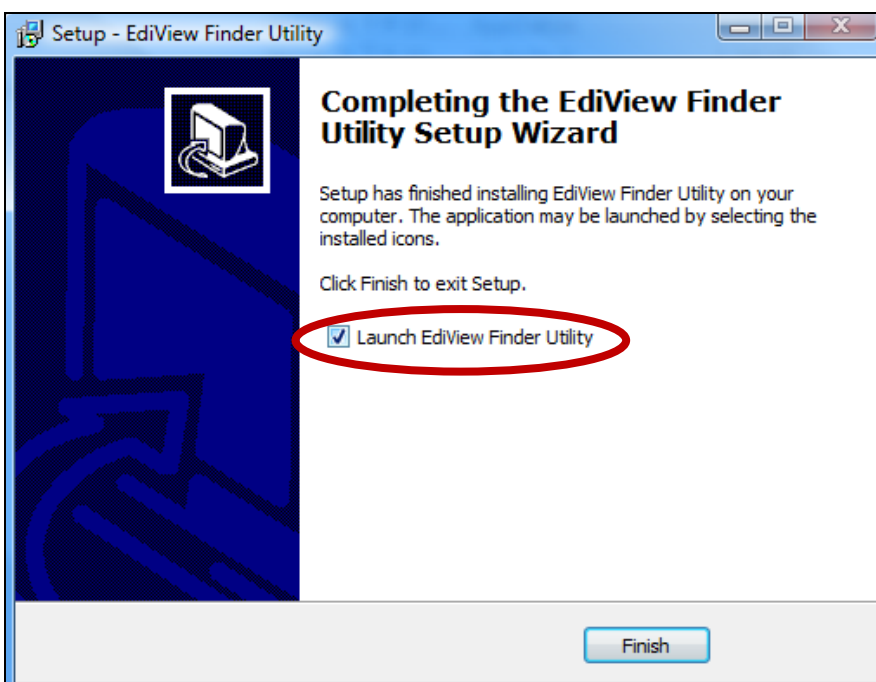 Setup - EdiView Finder Utility
Completing the EdiView Finder
Utility Setup Wizard
Setup has finished installing EdiView Finder Utility on your
computer. The application may be launched by selecting the
installed icons.
Click Finish to exit Setup.
Launch EdiView Finder Utility
Finish